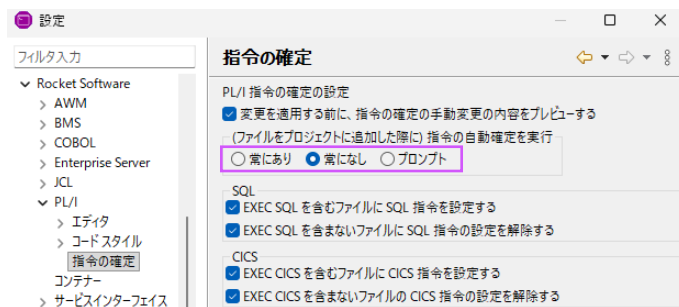 設定
フィルタ入力
Rocket Software
AWM
BMS
COBOL
Enterprise Server
JCL
PL/I
エディタ
コード スタイル
指令の確定
コンテナー
サービスインターフェイス
指令の確定
PL/I 指令の確定の設定
変更を適用する前に、指令の確定の手動変更の内容をプレビューする
(ファイルをプロジェクトに追加した際に) 指令の自動確定を実行
常にあり 常になし プロンプト
SQL
EXEC SQL を含むファイルに SQL 指令を設定する
EXEC SQL を含まないファイルに SQL 指令の設定を解除する
CICS
EXEC CICS を含むファイルに CICS 指令を設定する
EXEC CICS を含まないファイルの CICS 指令の設定を解除する